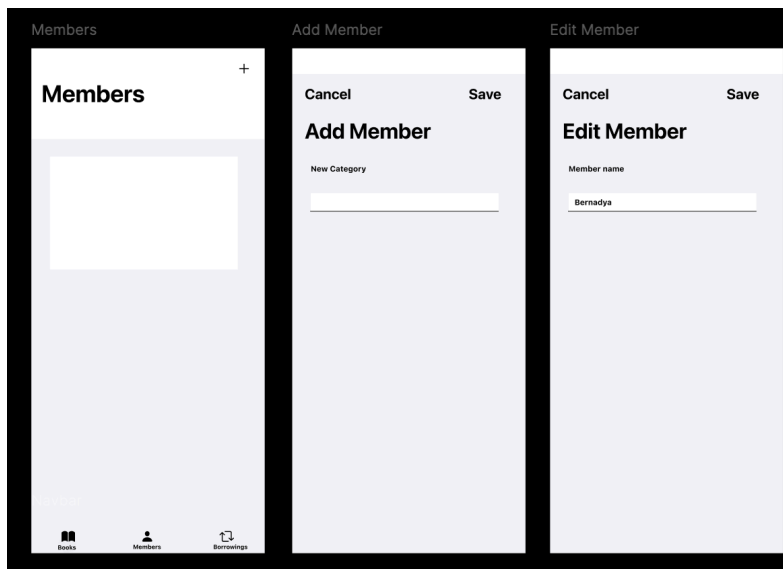 Members
Add Member
Edit Member
+
Members
Books
Members
Borrowings
Cancel
Save
Add Member
New Category
Cancel
Save
Edit Member
Member name
Bernadya